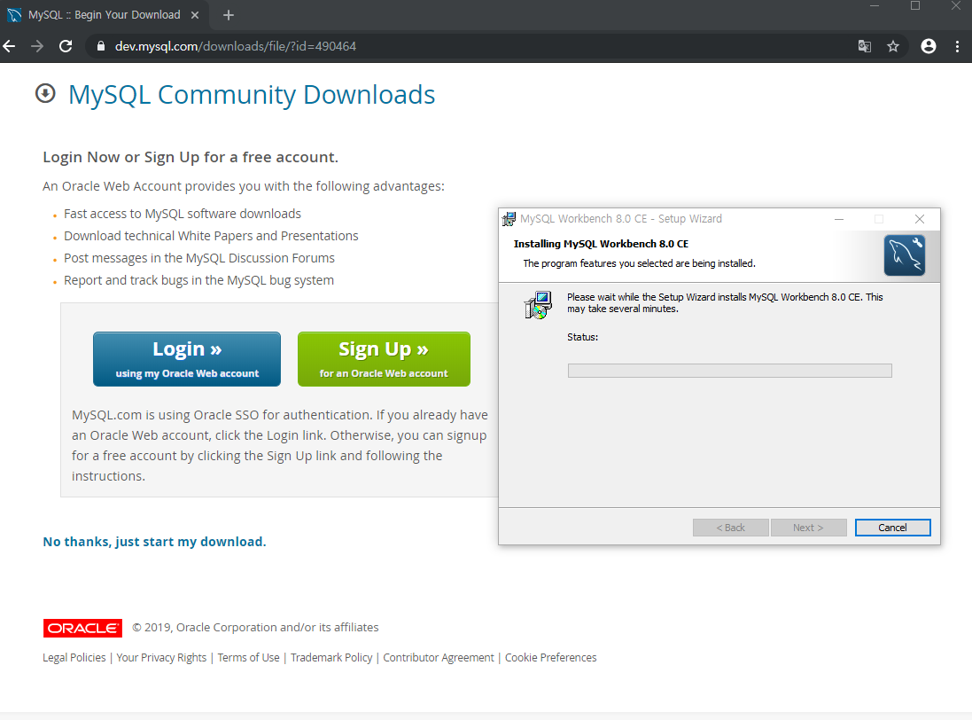 MySQL :: Begin Your Download
dev.mysql.com/downloads/file/?id=490464
MySQL Community Downloads
Login Now or Sign Up for a free account.
An Oracle Web Account provides you with the following advantages:
Fast access to MySQL software downloads
Download technical White Papers and Presentations
Post messages in the MySQL Discussion Forums
Report and track bugs in the MySQL bug system
Login »
using my Oracle Web account
Sign Up »
for an Oracle Web account
MySQL.com is using Oracle SSO for authentication. If you already have
an Oracle Web account, click the Login link. Otherwise, you can signup
for a free account by clicking the Sign Up link and following the
instructions.
No thanks, just start my download.
MySQL Workbench 8.0 CE - Setup Wizard
Installing MySQL Workbench 8.0 CE
The program features you selected are being installed.
Please wait while the Setup Wizard installs MySQL Workbench 8.0 CE. This
may take several minutes.
Status:
< Back
Next >
Cancel
ORACLE
© 2019, Oracle Corporation and/or its affiliates
Legal Policies | Your Privacy Rights | Terms of Use | Trademark Policy | Contributor Agreement | Cookie Preferences